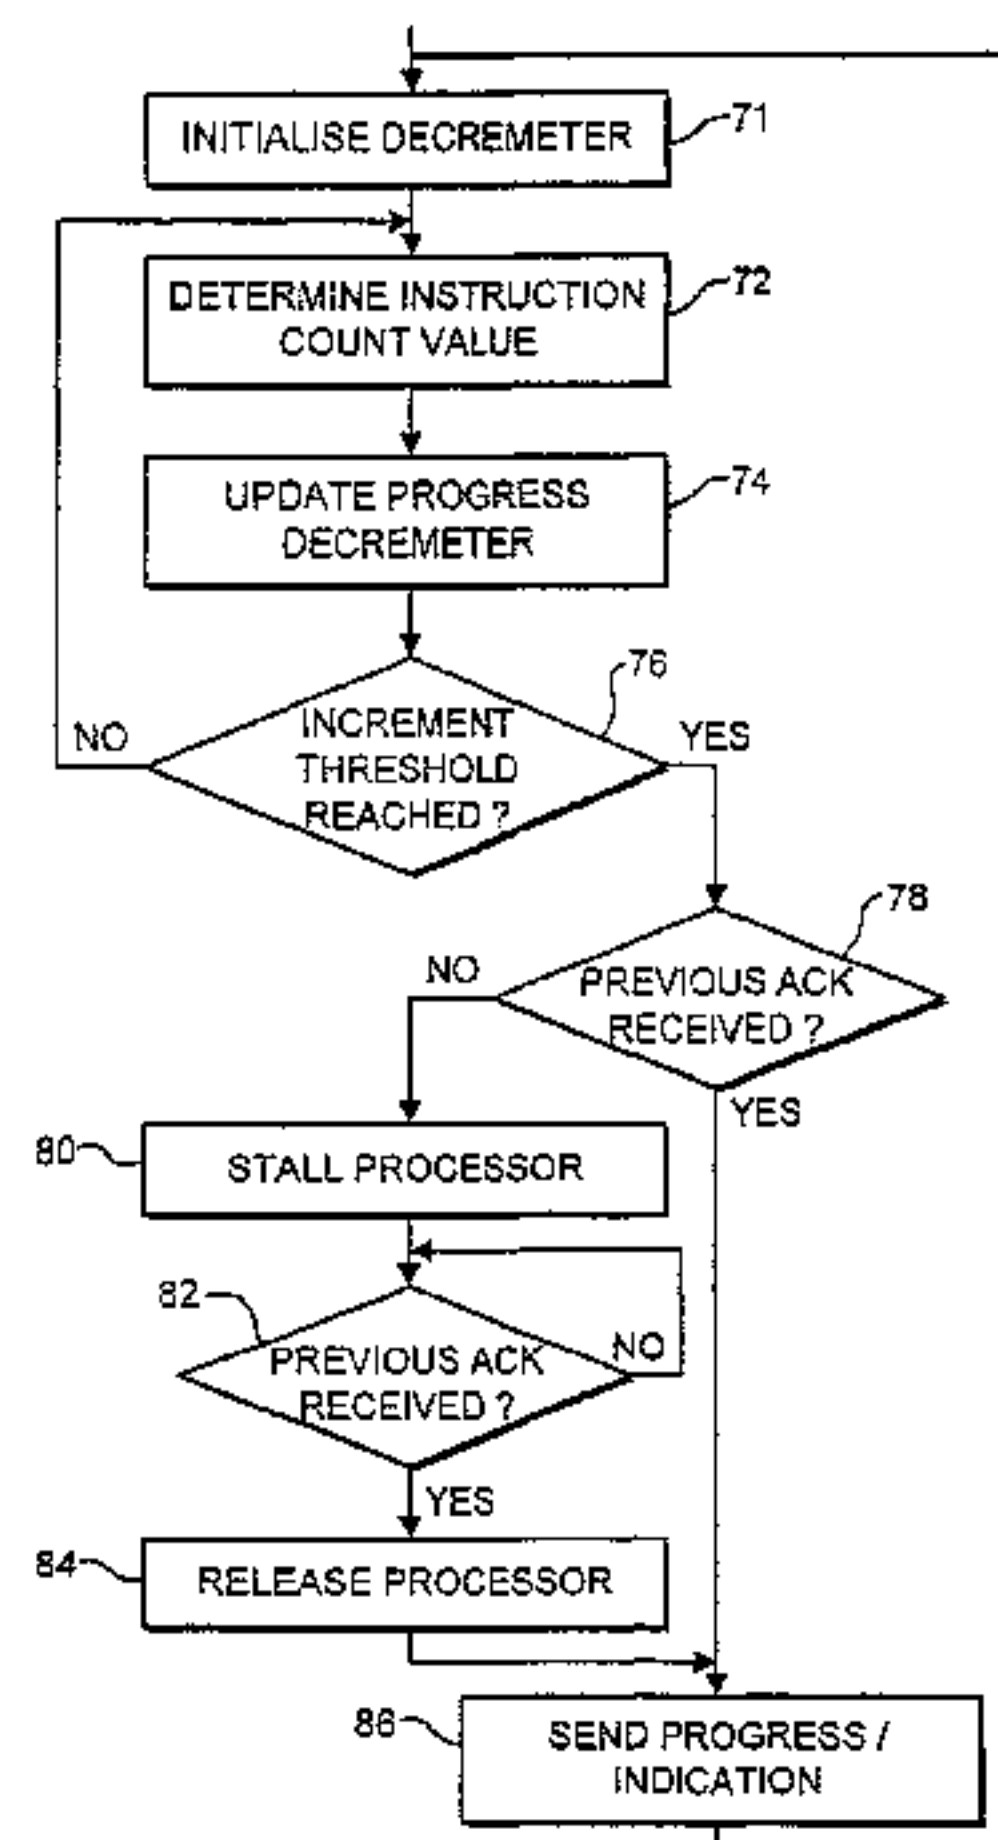 INITIALISE DECREMETER
71
DETERMINE INSTRUCTION
COUNT VALUE
72
UPDATE PROGRESS
DECREMETER
74
76
INCREMENT
THRESHOLD
REACHED ?
NO
YES
78
PREVIOUS ACK
RECEIVED ?
NO
YES
80
STALL PROCESSOR
82
PREVIOUS ACK
RECEIVED ?
NO
YES
84
RELEASE PROCESSOR
86
SEND PROGRESS /
INDICATION